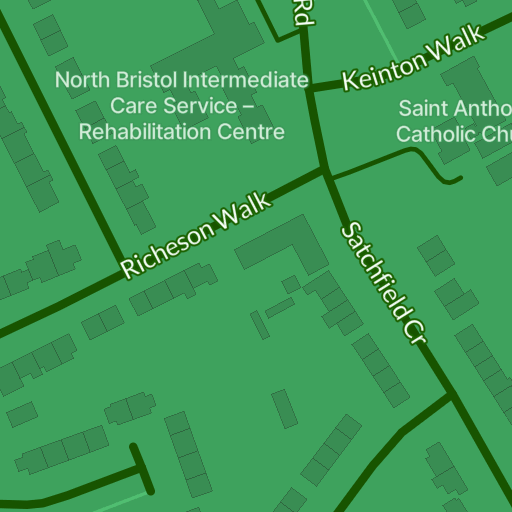 Rd
Keinton Walk
North Bristol Intermediate
Care Service –
Rehabilitation Centre
Saint Antho
Catholic Chu
Richeson Walk
Satchfield Cr